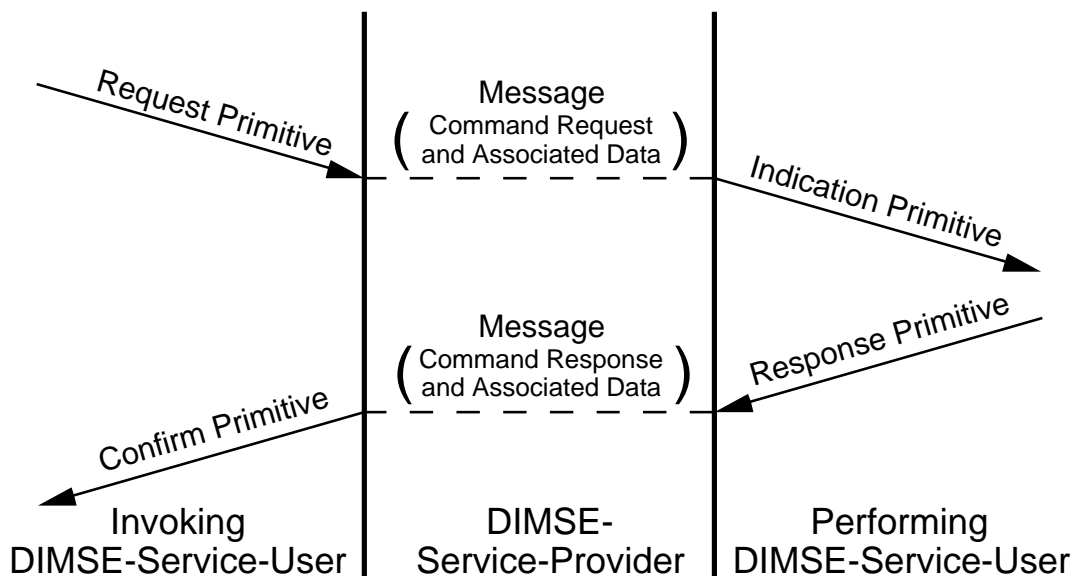 Request Primitive
Message
( Command Request
and Associated Data )
Indication Primitive
Message
( Command Response
and Associated Data )
Response Primitive
Confirm Primitive
Invoking
DIMSE-Service-User
DIMSE-
Service-Provider
Performing
DIMSE-Service-User